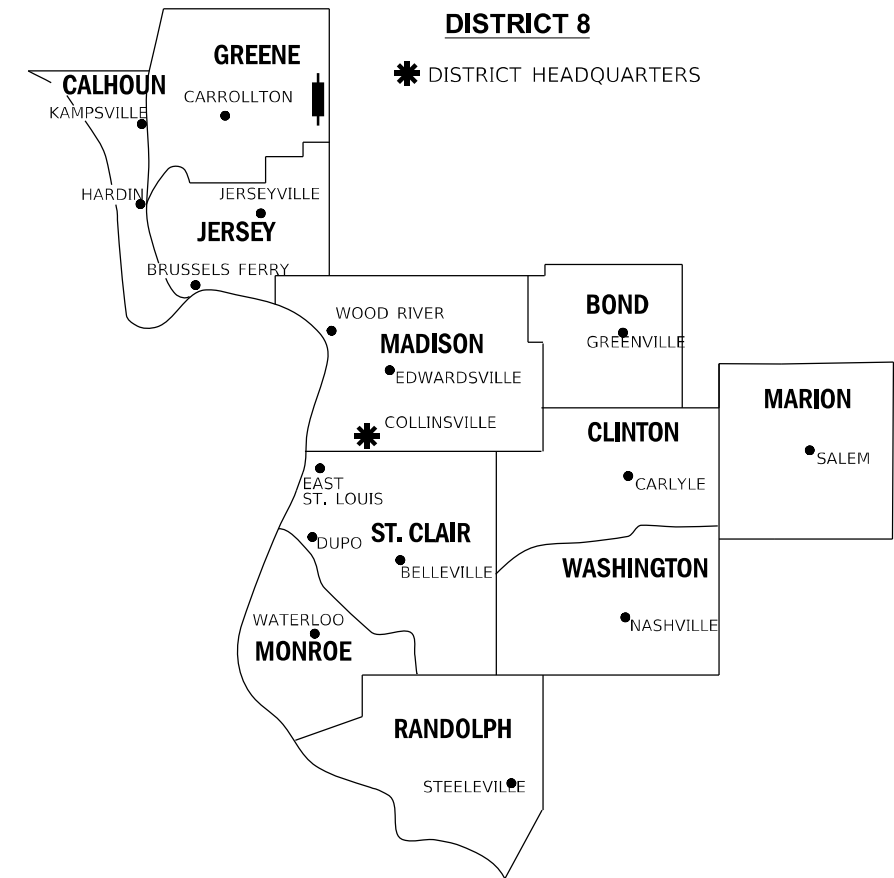 DISTRICT 8
DISTRICT HEADQUARTERS
GREENE
CALHOUN
CARROLLTON
KAMPSVILLE
HARDIN
JERSEYVILLE
JERSEY
BRUSSELS FERRY
WOOD RIVER
BOND
MADISON
GREENVILLE
EDWARDSVILLE
MARION
COLLINSVILLE
CLINTON
SALEM
EAST
ST. LOUIS
CARLYLE
DUPO
ST. CLAIR
BELLEVILLE
WASHINGTON
WATERLOO
NASHVILLE
MONROE
RANDOLPH
STEELEVILLE